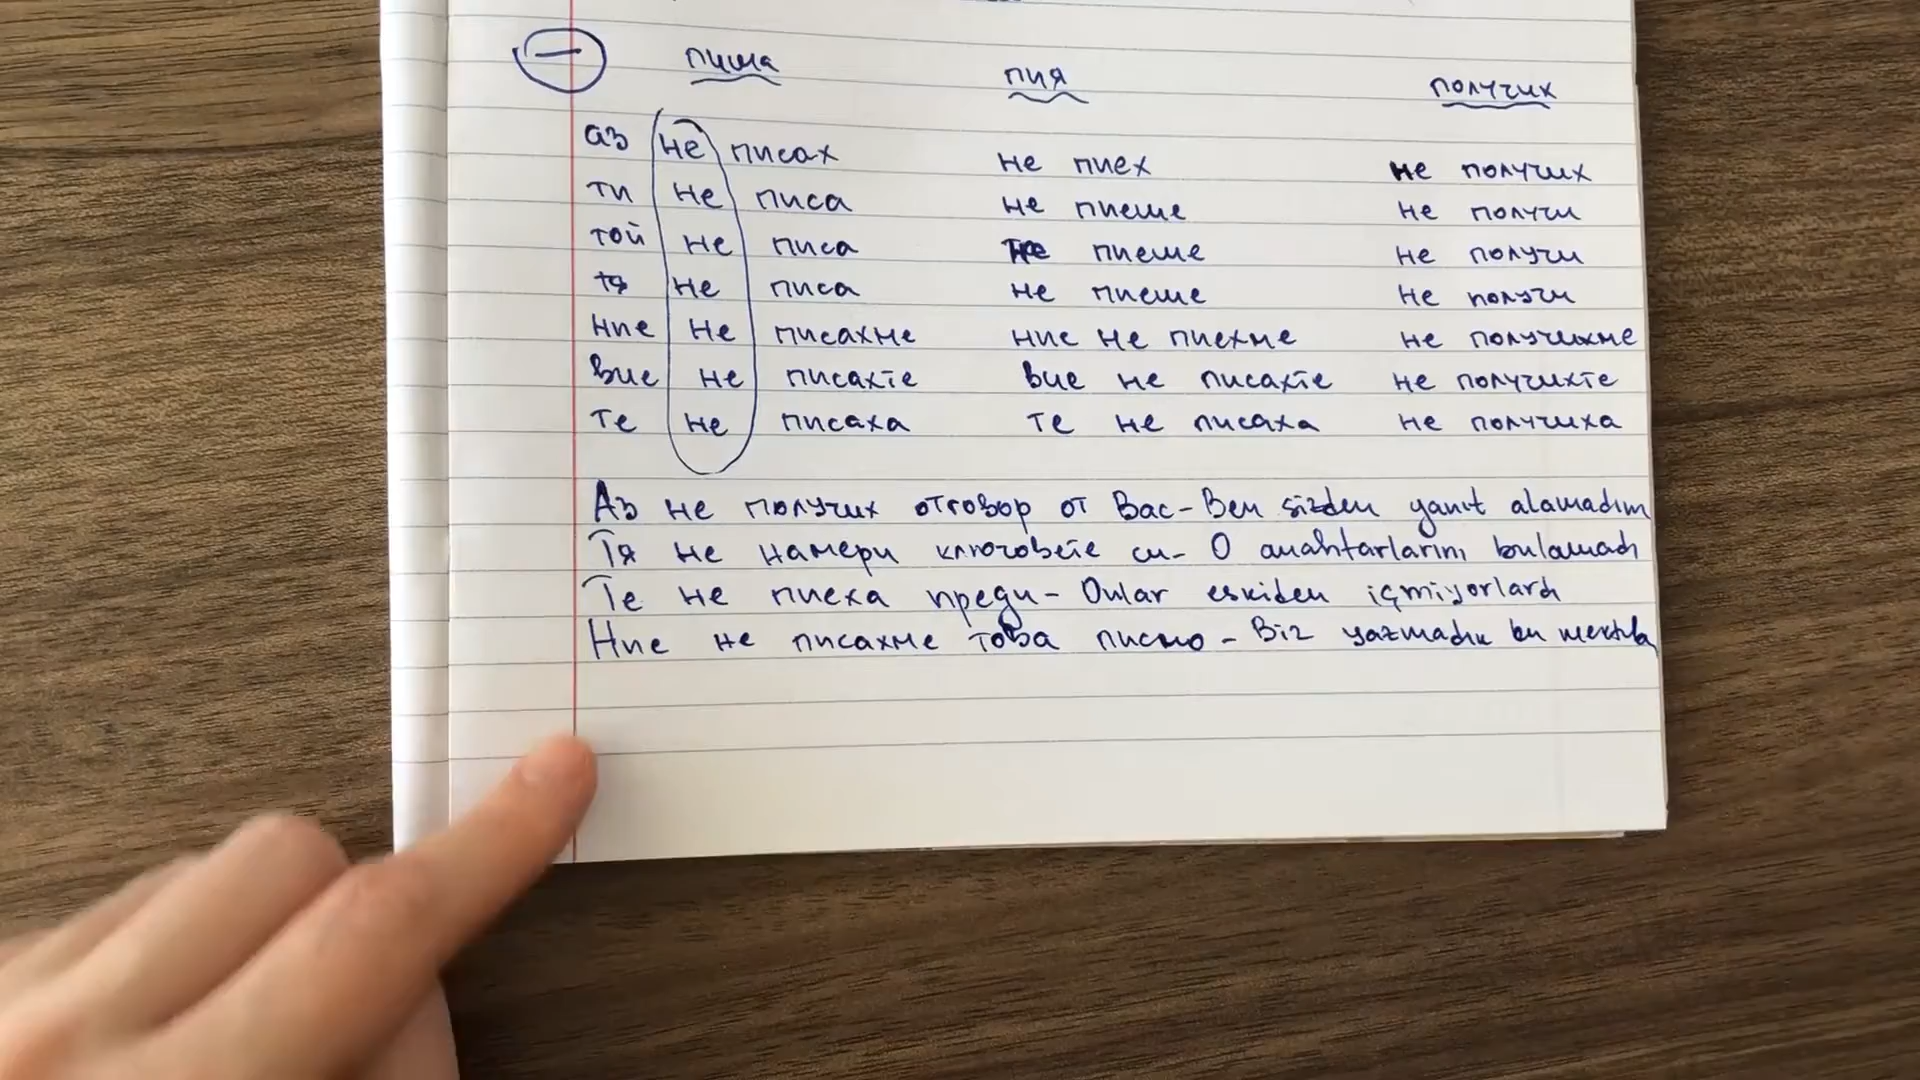 — пиша пия получих
аз не писах не пиех не получих
ти не писа не пиеше не получи
той не писа не пиеше не получи
тя не писа не пиеше не получи
ние не писахме ние не пиехме не получихме
вие не писахте вие не писахте не получихте
те не писаха те не писаха не получиха
Аз не получих отговор от Вас - Ben sizden yanıt alamadım
Тя не намери ключовете си - O anahtarlarını bulamadı
Те не пиеха преди - Onlar eskiden içmiyorlardı
Ние не писахме това писмо - Biz yazmadık bu mektubu